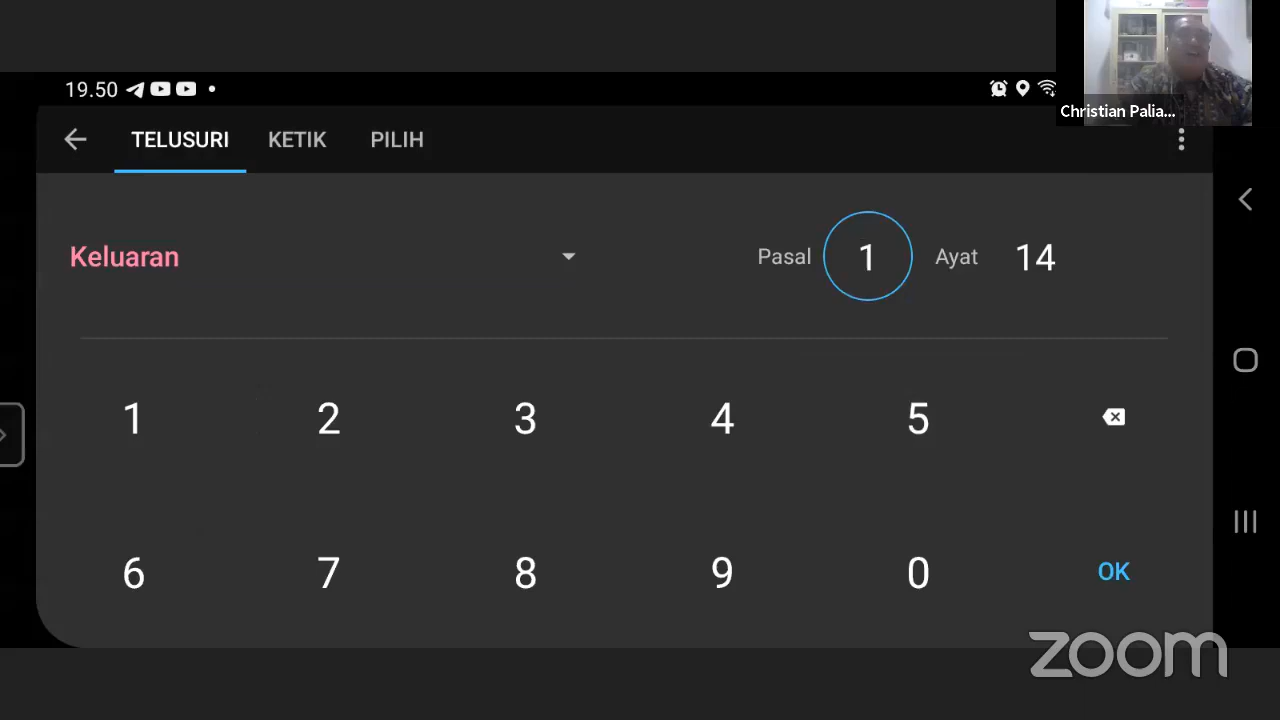 19.50
Christian Palia...
TELUSURI KETIK PILIH
Keluaran Pasal 1 Ayat 14
1 2 3 4 5
6 7 8 9 0 OK
zoom